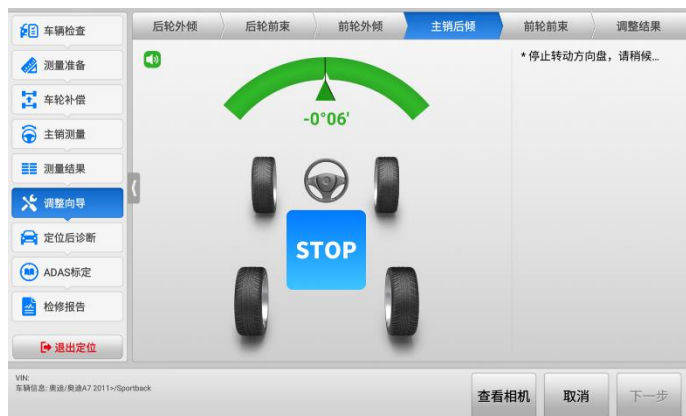 车辆检查
测量准备
车轮补偿
主销测量
测量结果
调整向导
定位后诊断
ADAS标定
检修报告
退出定位
后轮外倾
后轮前束
前轮外倾
主销后倾
前轮前束
调整结果
-0°06'
STOP
* 停止转动方向盘，请稍候...
VIN:
车辆信息: 奥迪/奥迪A7 2011>/Sportback
查看相机
取消
下一步